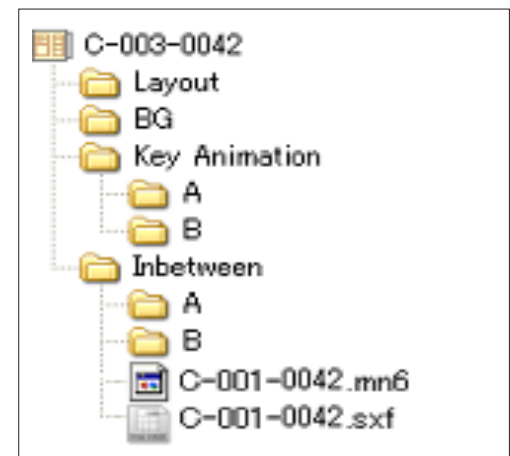 C-003-0042
Layout
BG
Key Animation
A
B
Inbetween
A
B
C-001-0042.mn6
C-001-0042.sxf